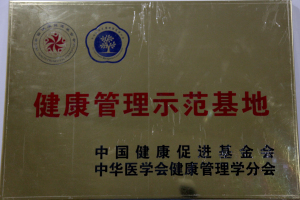 健康管理示范基地
中国健康促进基金会
中华医学会健康管理学分会